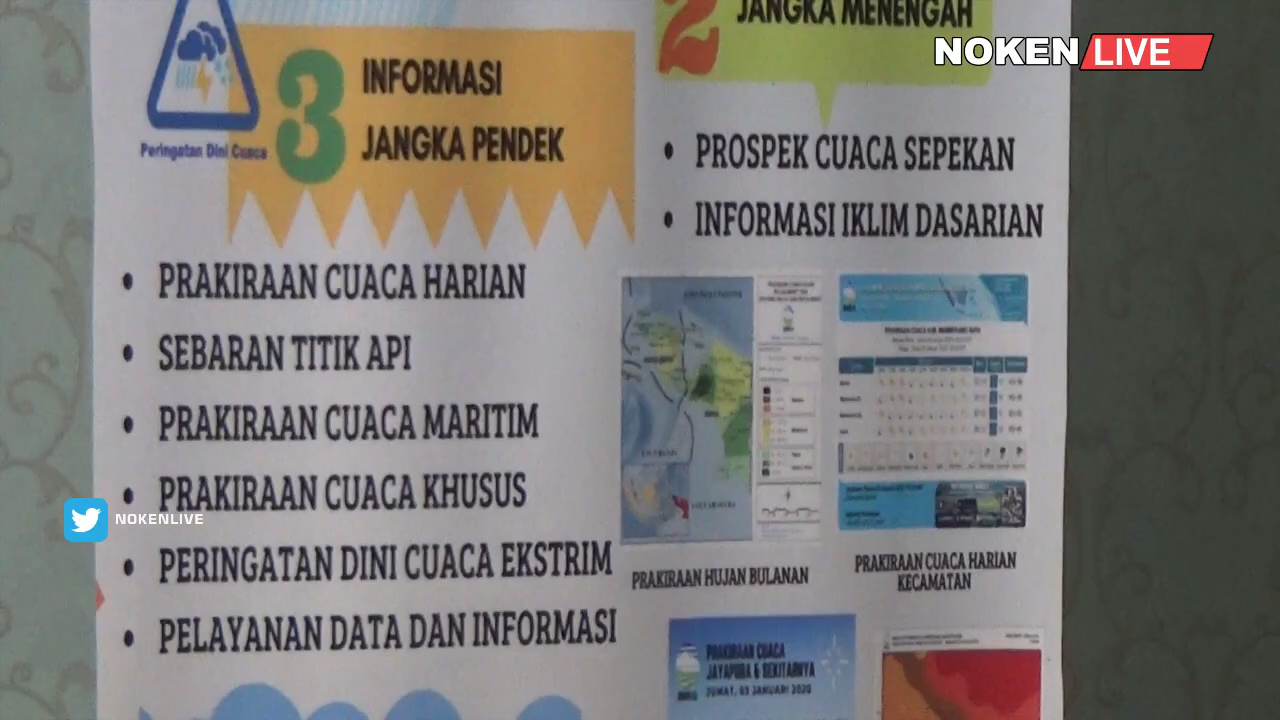 JANGKA MENENGAH
2
NOKEN LIVE
3
INFORMASI
JANGKA PENDEK
Peringatan Dini Cuaca
• PROSPEK CUACA SEPEKAN
• INFORMASI IKLIM DASARIAN
• PRAKIRAAN CUACA HARIAN
• SEBARAN TITIK API
• PRAKIRAAN CUACA MARITIM
• PRAKIRAAN CUACA KHUSUS
NOKENLIVE
• PERINGATAN DINI CUACA EKSTRIM
• PELAYANAN DATA DAN INFORMASI
PRAKIRAAN HUJAN BULANAN
PRAKIRAAN CUACA HARIAN
KECAMATAN
PRAKIRAAN CUACA
JAYAPURA & SEKITARNYA
JUMAT, 03 JANUARI 2020